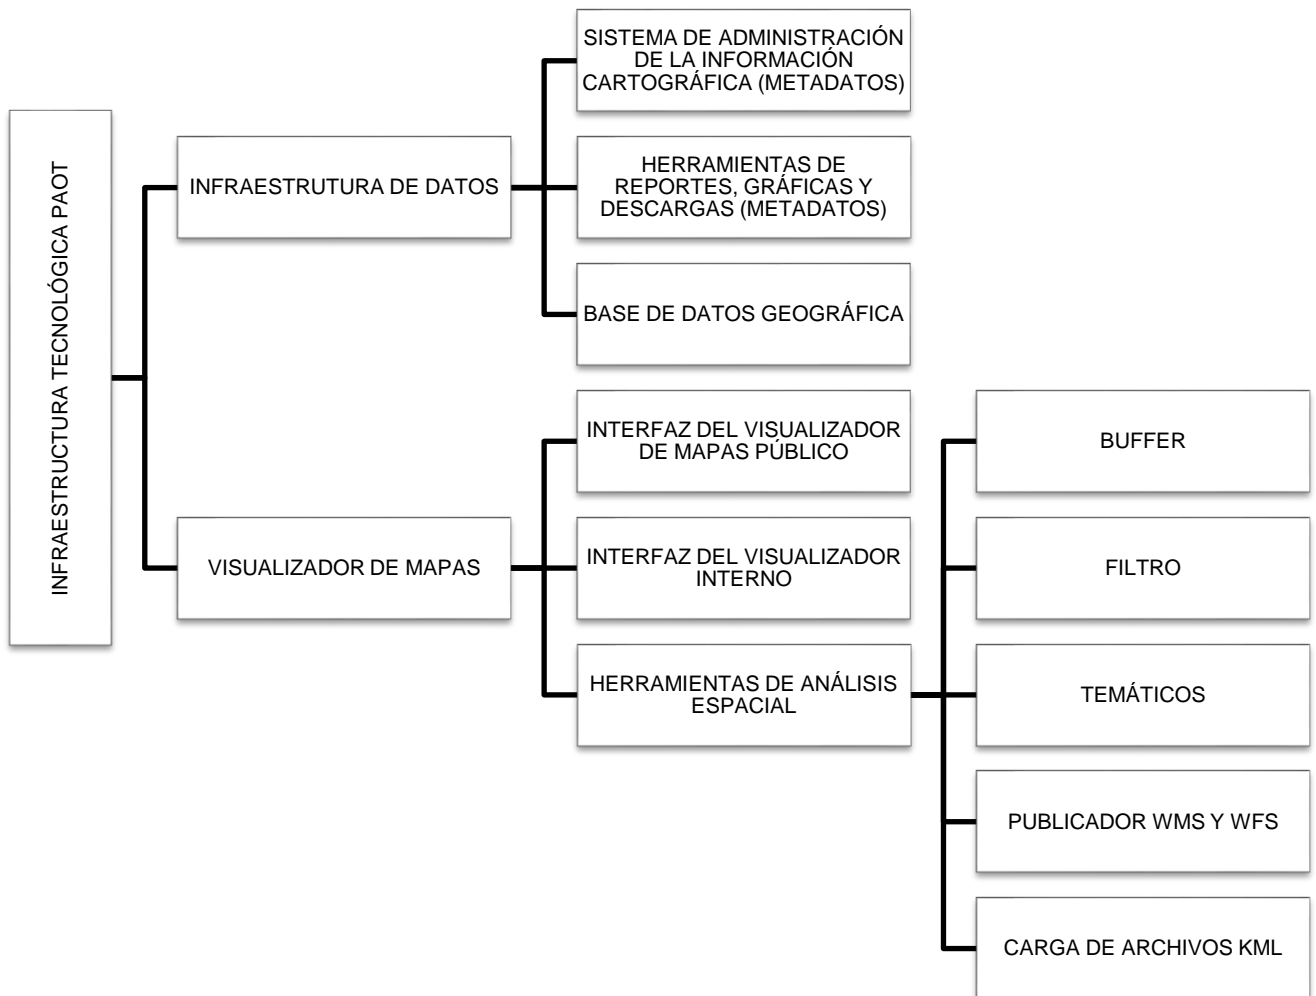 INFRAESTRUCTURA TECNOLÓGICA PAOT
INFRAESTRUTURA DE DATOS
SISTEMA DE ADMINISTRACIÓN
DE LA INFORMACIÓN
CARTOGRÁFICA (METADATOS)
HERRAMIENTAS DE
REPORTES, GRÁFICAS Y
DESCARGAS (METADATOS)
BASE DE DATOS GEOGRÁFICA
VISUALIZADOR DE MAPAS
INTERFAZ DEL VISUALIZADOR
DE MAPAS PÚBLICO
INTERFAZ DEL VISUALIZADOR
INTERNO
HERRAMIENTAS DE ANÁLISIS
ESPACIAL
BUFFER
FILTRO
TEMÁTICOS
PUBLICADOR WMS Y WFS
CARGA DE ARCHIVOS KML